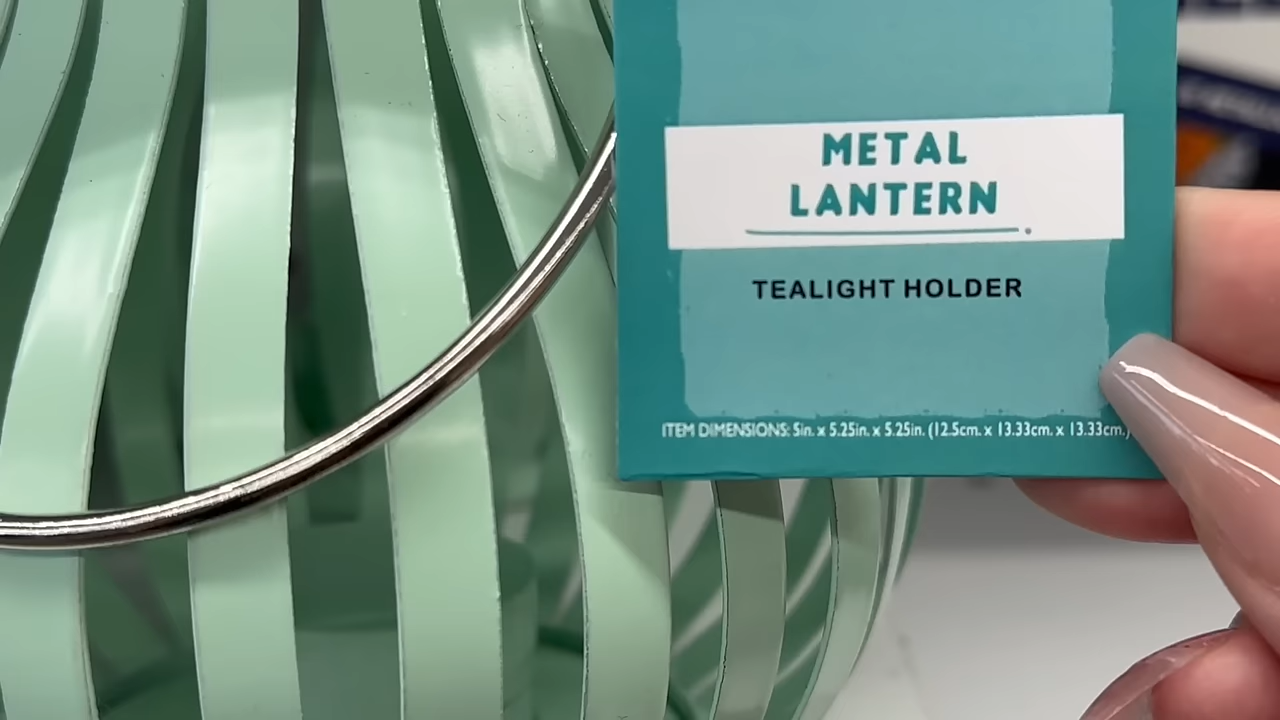 METAL
LANTERN
TEALIGHT HOLDER
ITEM DIMENSIONS: 5in. x 5.25in. x 5.25in. (12.5cm. x 13.33cm. x 13.33cm.)